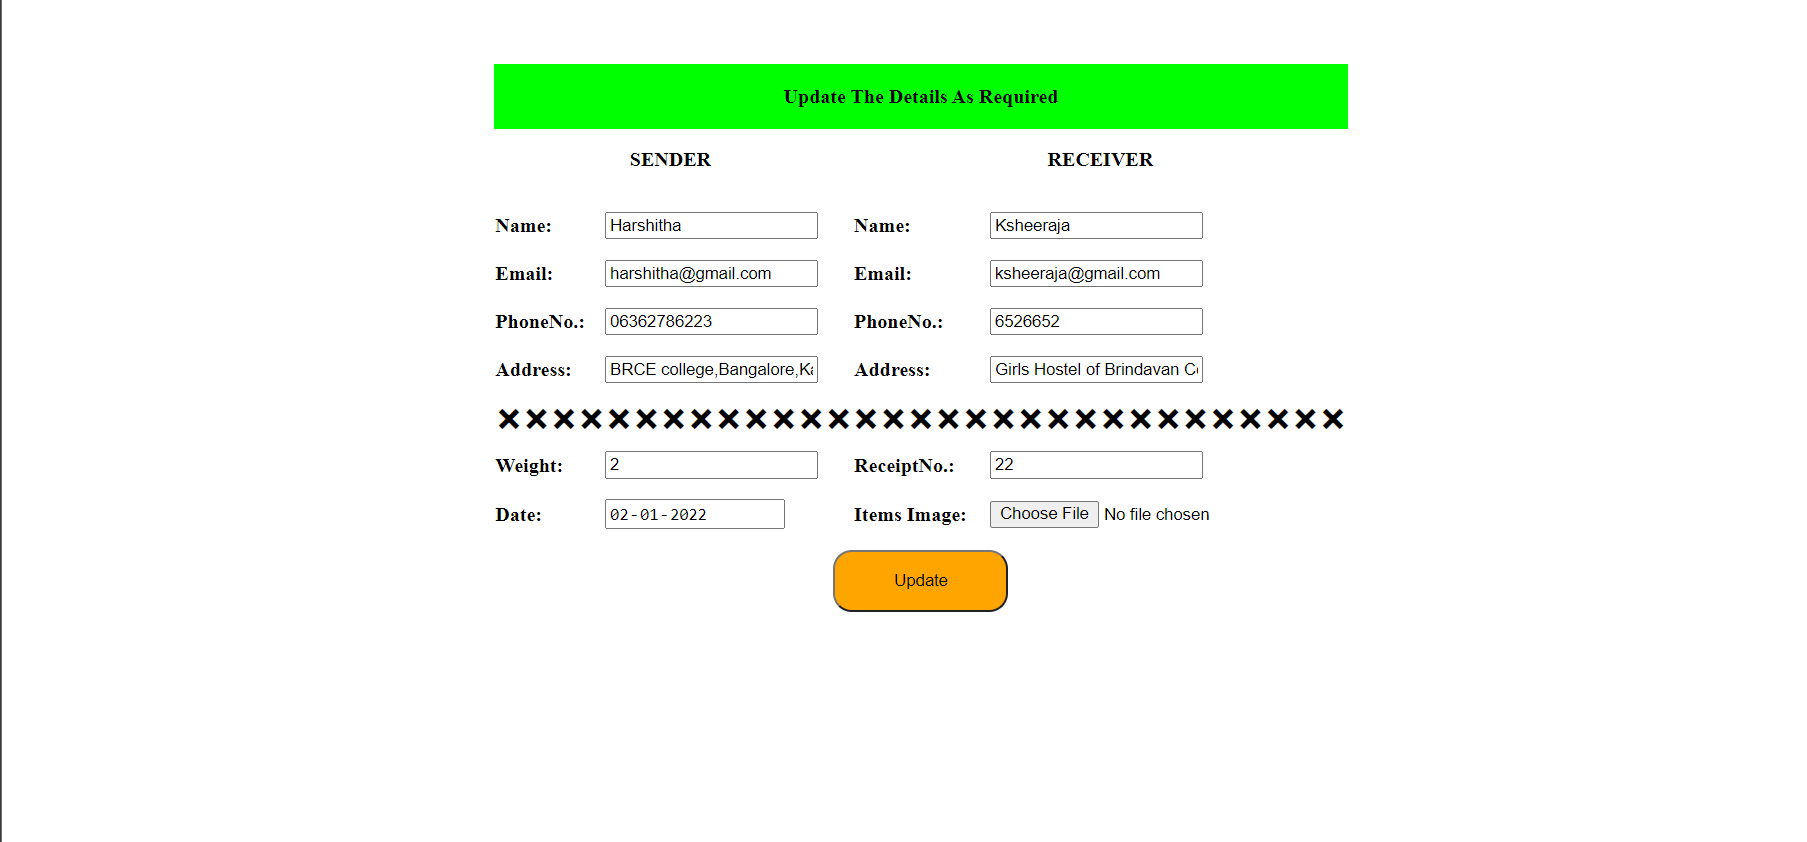 Update The Details As Required
SENDER RECEIVER
Name: Harshitha Name: Ksheeraja
Email: harshitha@gmail.com Email: ksheeraja@gmail.com
PhoneNo.: 06362786223 PhoneNo.: 6526652
Address: BRCE college,Bangalore, Address: Girls Hostel of Brindavan
Weight: 2 ReceiptNo.: 22
Date: 02-01-2022 Items Image: Choose File No file chosen
Update